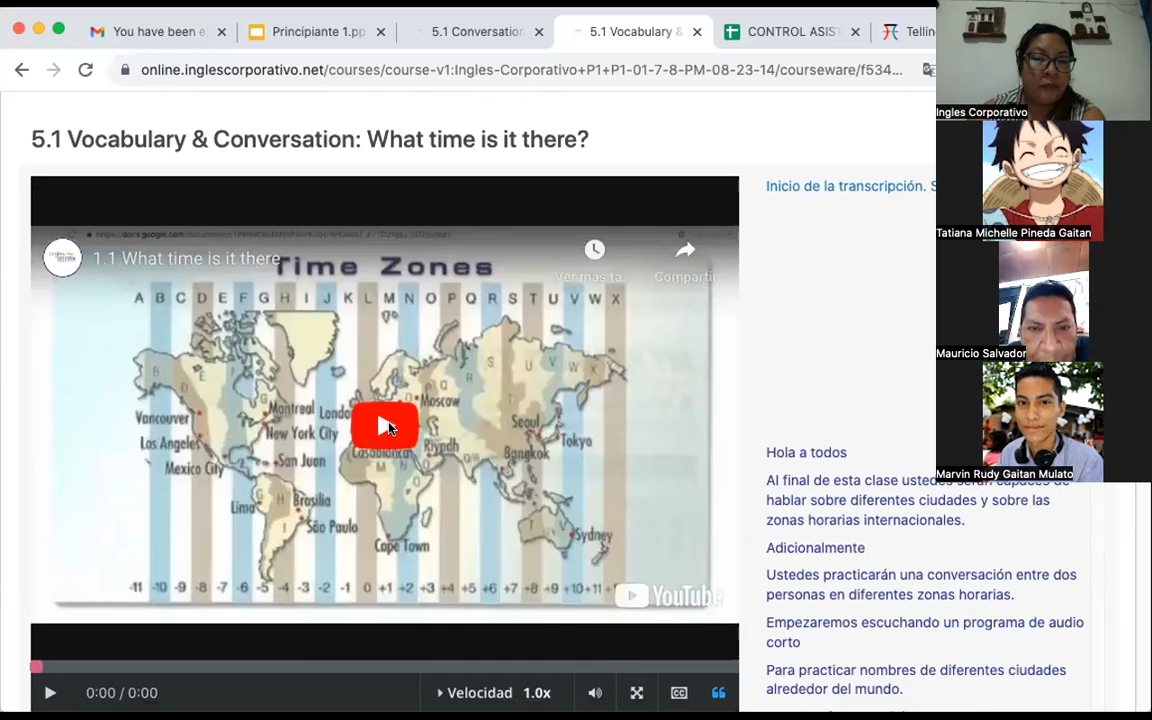 You have been e
Principiante 1.pp
5.1 Conversation
5.1 Vocabulary &
CONTROL ASIST
Tellin
online.inglescorporativo.net/courses/course-v1:Ingles-Corporativo+P1+P1-01-7-8-PM-08-23-14/courseware/f534...
Ingles Corporativo
5.1 Vocabulary & Conversation: What time is it there?
Inicio de la transcripción. S
Tatiana Michelle Pineda Gaitan
1.1 What time is it there
Time Zones
Ver más ta
Comparti
A B C D E F G H I J K L M N O P Q R S T U V W X
Vancouver
Montreal
London
Moscow
Los Angeles
New York City
Casablanca
Riyadh
Seoul
Tokyo
Mexico City
San Juan
Bangkok
Lima
Brasilia
São Paulo
Cape Town
Sydney
-11 -10 -9 -8 -7 -6 -5 -4 -3 -2 -1 0 +1 +2 +3 +4 +5 +6 +7 +8 +9 +10 +11
YouTube
Mauricio Salvador
Marvin Rudy Gaitan Mulato
Hola a todos
Al final de esta clase ustedes serán capaces de
hablar sobre diferentes ciudades y sobre las
zonas horarias internacionales.
Adicionalmente
Ustedes practicarán una conversación entre dos
personas en diferentes zonas horarias.
Empezaremos escuchando un programa de audio
corto
Para practicar nombres de diferentes ciudades
alrededor del mundo.
0:00 / 0:00
Velocidad 1.0x